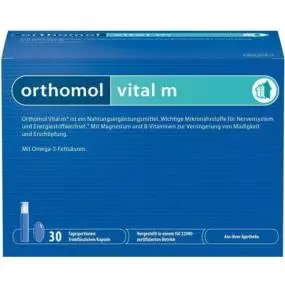 orthomol vital m
Orthomol Vital m® ist ein Nahrungsergänzungsmittel. Wichtige Mikronährstoffe für Nervensystem
und Energiestoffwechsel.* Mit Magnesium und B-Vitaminen zur Verringerung von Müdigkeit
und Erschöpfung.
Mit Omega-3-Fettsäuren.
30 Tagesportionen
Trinkfläschchen/Kapseln
Hergestellt in einem ISO 22000-
zertifizierten Betrieb
Aus Ihrer Apotheke